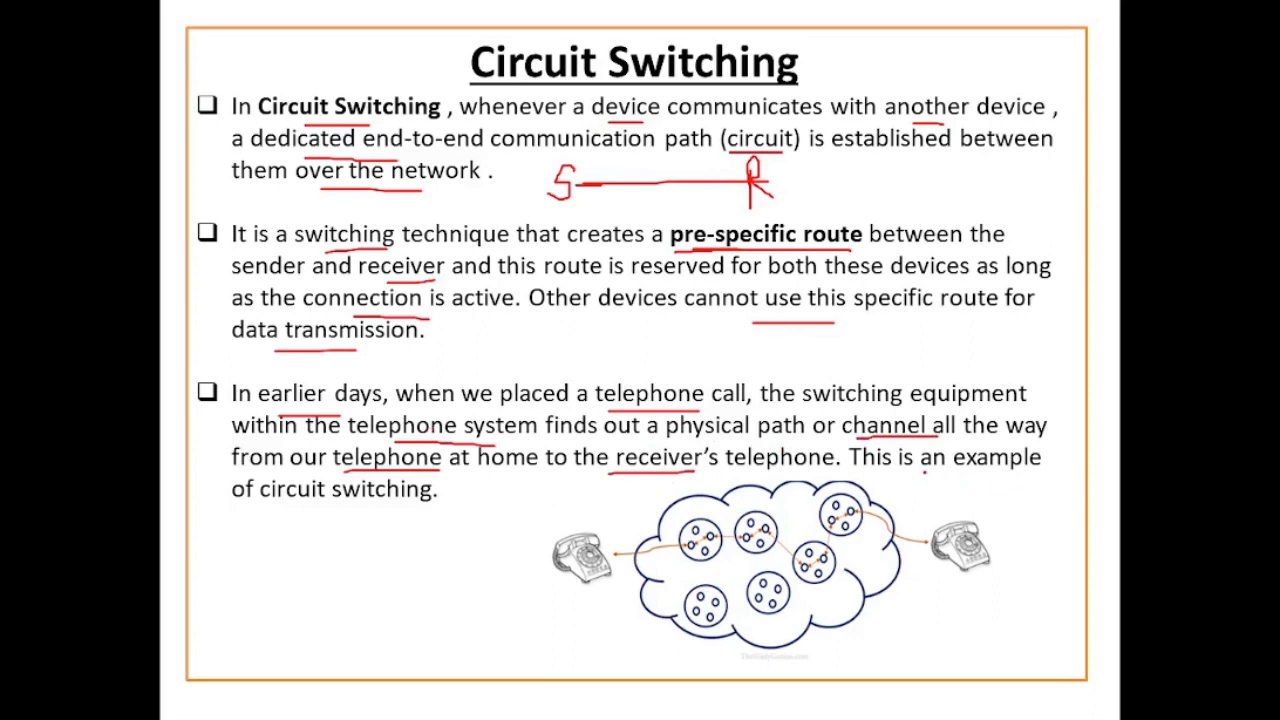 Circuit Switching
In Circuit Switching , whenever a device communicates with another device ,
a dedicated end-to-end communication path (circuit) is established between
them over the network .
S R
It is a switching technique that creates a pre-specific route between the
sender and receiver and this route is reserved for both these devices as long
as the connection is active. Other devices cannot use this specific route for
data transmission.
In earlier days, when we placed a telephone call, the switching equipment
within the telephone system finds out a physical path or channel all the way
from our telephone at home to the receiver's telephone. This is an example
of circuit switching.